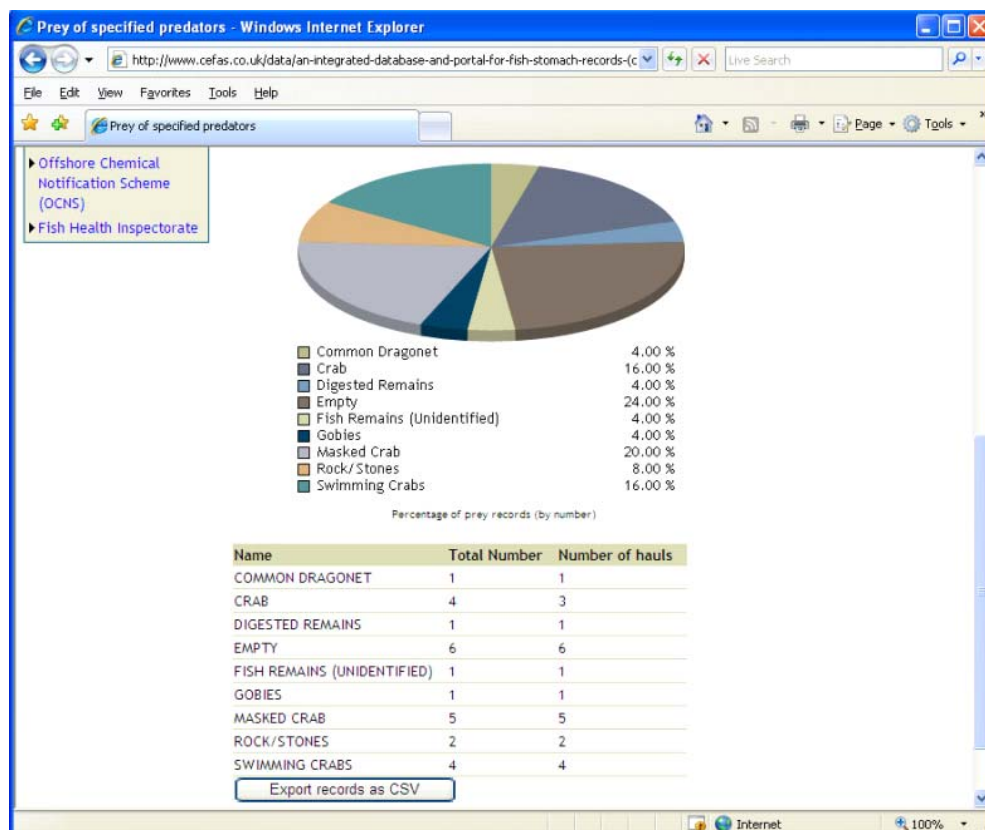 Prey of specified predators - Windows Internet Explorer
http://www.cefas.co.uk/data/an-integrated-database-and-portal-for-fish-stomach-records-(c
Live Search
File Edit View Favorites Tools Help
Prey of specified predators
Page Tools
Offshore Chemical
Notification Scheme
(OCNS)
Fish Health Inspectorate
Common Dragonet 4.00 %
Crab 16.00 %
Digested Remains 4.00 %
Empty 24.00 %
Fish Remains (Unidentified) 4.00 %
Gobies 4.00 %
Masked Crab 20.00 %
Rock/Stones 8.00 %
Swimming Crabs 16.00 %
Percentage of prey records (by number)
Name Total Number Number of hauls
COMMON DRAGONET 1 1
CRAB 4 3
DIGESTED REMAINS 1 1
EMPTY 6 6
FISH REMAINS (UNIDENTIFIED) 1 1
GOBIES 1 1
MASKED CRAB 5 5
ROCK/STONES 2 2
SWIMMING CRABS 4 4
Export records as CSV
Internet 100%